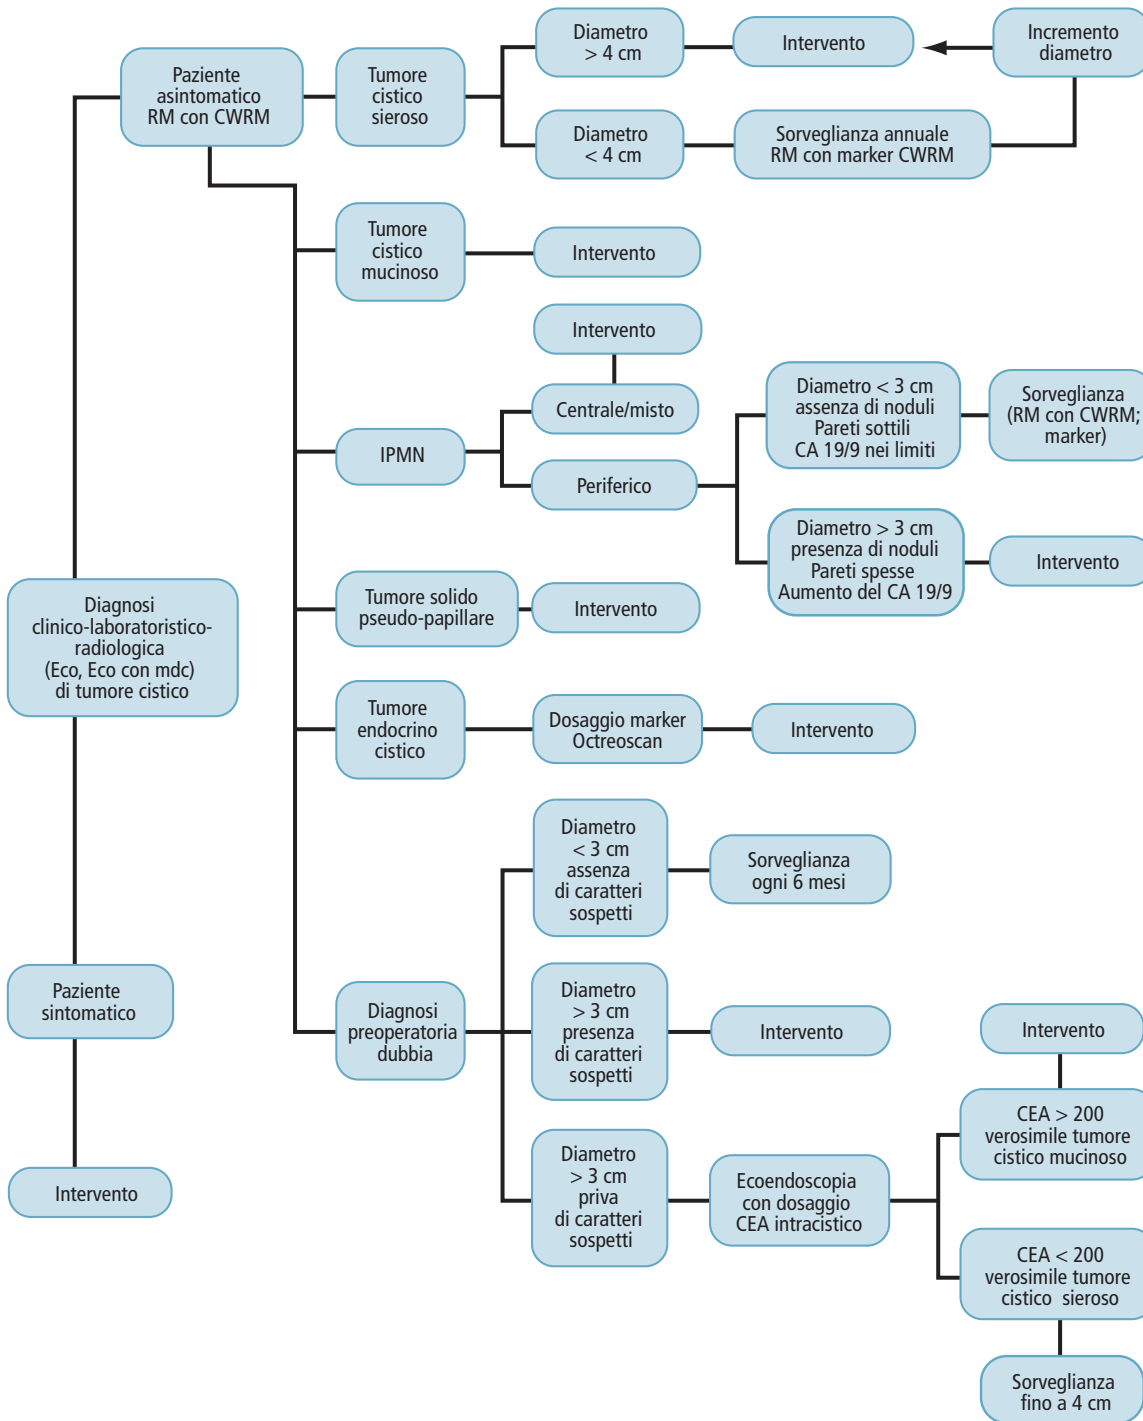 Diametro
> 4 cm
Intervento
Incremento
diametro
Paziente
asintomatico
RM con CWRM
Tumore
cistico
sieroso
Diametro
< 4 cm
Sorveglianza annuale
RM con marker CWRM
Tumore
cistico
mucinoso
Intervento
Intervento
Centrale/misto
IPMN
Periferico
Diametro < 3 cm
assenza di noduli
Pareti sottili
CA 19/9 nei limiti
Sorveglianza
(RM con CWRM;
marker)
Diametro > 3 cm
presenza di noduli
Pareti spesse
Aumento del CA 19/9
Intervento
Diagnosi
clinico-laboratoristico-
radiologica
(Eco, Eco con mdc)
di tumore cistico
Tumore solido
pseudo-papillare
Intervento
Tumore
endocrino
cistico
Dosaggio marker
Octreoscan
Intervento
Diametro
< 3 cm
assenza
di caratteri
sospetti
Sorveglianza
ogni 6 mesi
Paziente
sintomatico
Diagnosi
preoperatoria
dubbia
Diametro
> 3 cm
presenza
di caratteri
sospetti
Intervento
Intervento
Intervento
Diametro
> 3 cm
priva
di caratteri
sospetti
Ecoendoscopia
con dosaggio
CEA intracistico
CEA > 200
verosimile tumore
cistico mucinoso
CEA < 200
verosimile tumore
cistico sieroso
Sorveglianza
fino a 4 cm